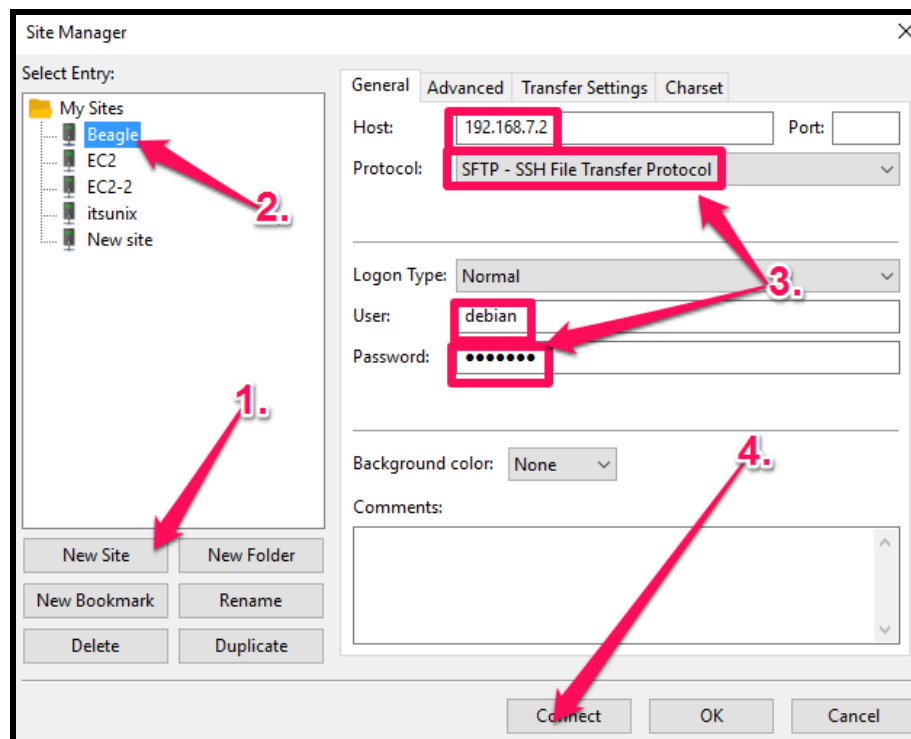 Site Manager
Select Entry:
My Sites
Beagle
EC2
EC2-2
itsunix
New site
2.
1.
New Site New Folder
New Bookmark Rename
Delete Duplicate
General Advanced Transfer Settings Charset
Host: 192.168.7.2 Port:
Protocol: SFTP - SSH File Transfer Protocol
Logon Type: Normal
3.
User: debian
Password: •••••••
4.
Background color: None
Comments:
Connect OK Cancel